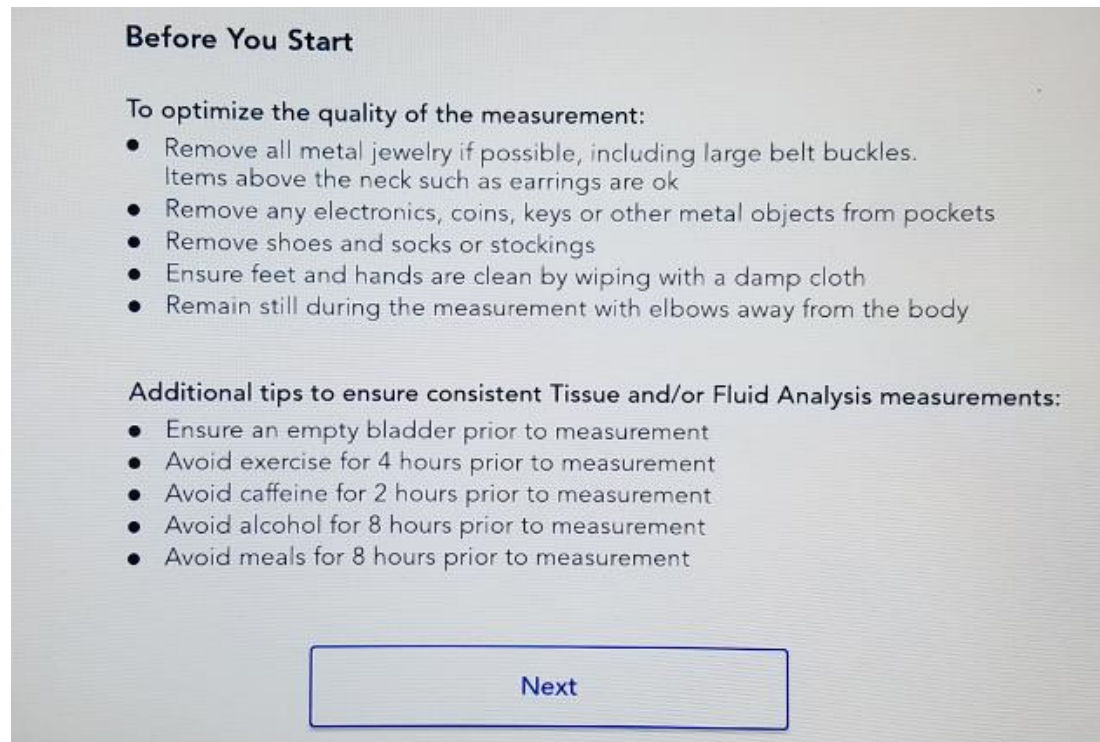 Before You Start
To optimize the quality of the measurement:
• Remove all metal jewelry if possible, including large belt buckles.
Items above the neck such as earrings are ok
• Remove any electronics, coins, keys or other metal objects from pockets
• Remove shoes and socks or stockings
• Ensure feet and hands are clean by wiping with a damp cloth
• Remain still during the measurement with elbows away from the body
Additional tips to ensure consistent Tissue and/or Fluid Analysis measurements:
• Ensure an empty bladder prior to measurement
• Avoid exercise for 4 hours prior to measurement
• Avoid caffeine for 2 hours prior to measurement
• Avoid alcohol for 8 hours prior to measurement
• Avoid meals for 8 hours prior to measurement
Next